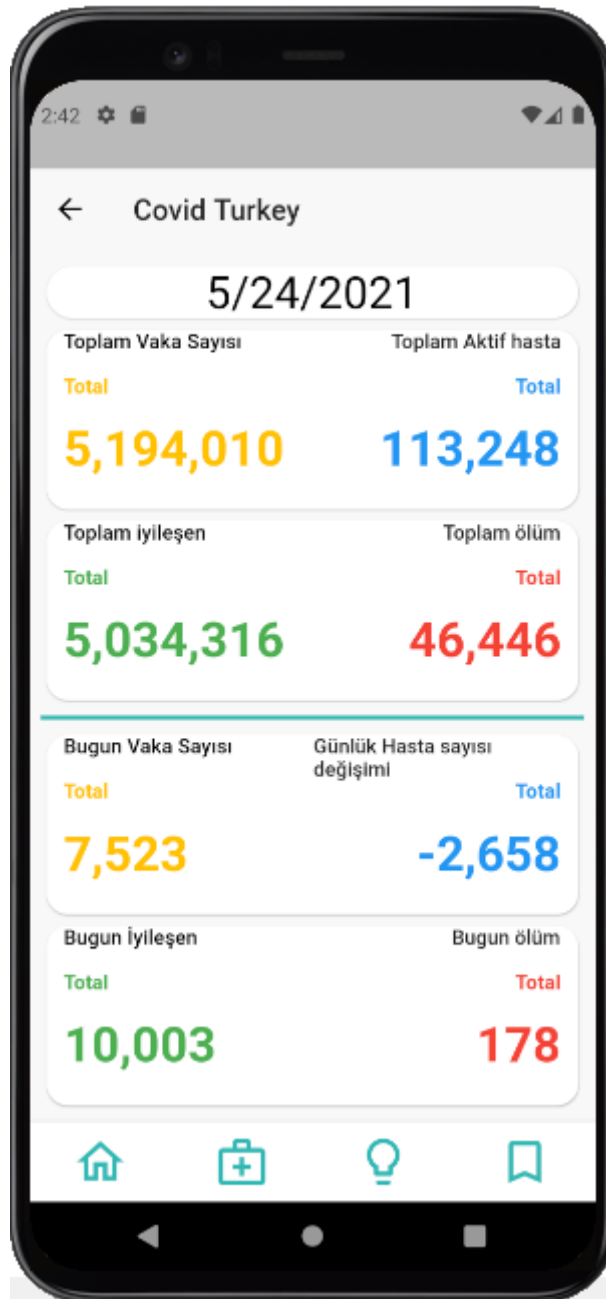 2:42
Covid Turkey
5/24/2021
Toplam Vaka Sayısı Toplam Aktif hasta
Total Total
5,194,010 113,248
Toplam iyileşen Toplam ölüm
Total Total
5,034,316 46,446
Bugun Vaka Sayısı Günlük Hasta sayısı
değişimi
Total Total
7,523 -2,658
Bugun İyileşen Bugun ölüm
Total Total
10,003 178